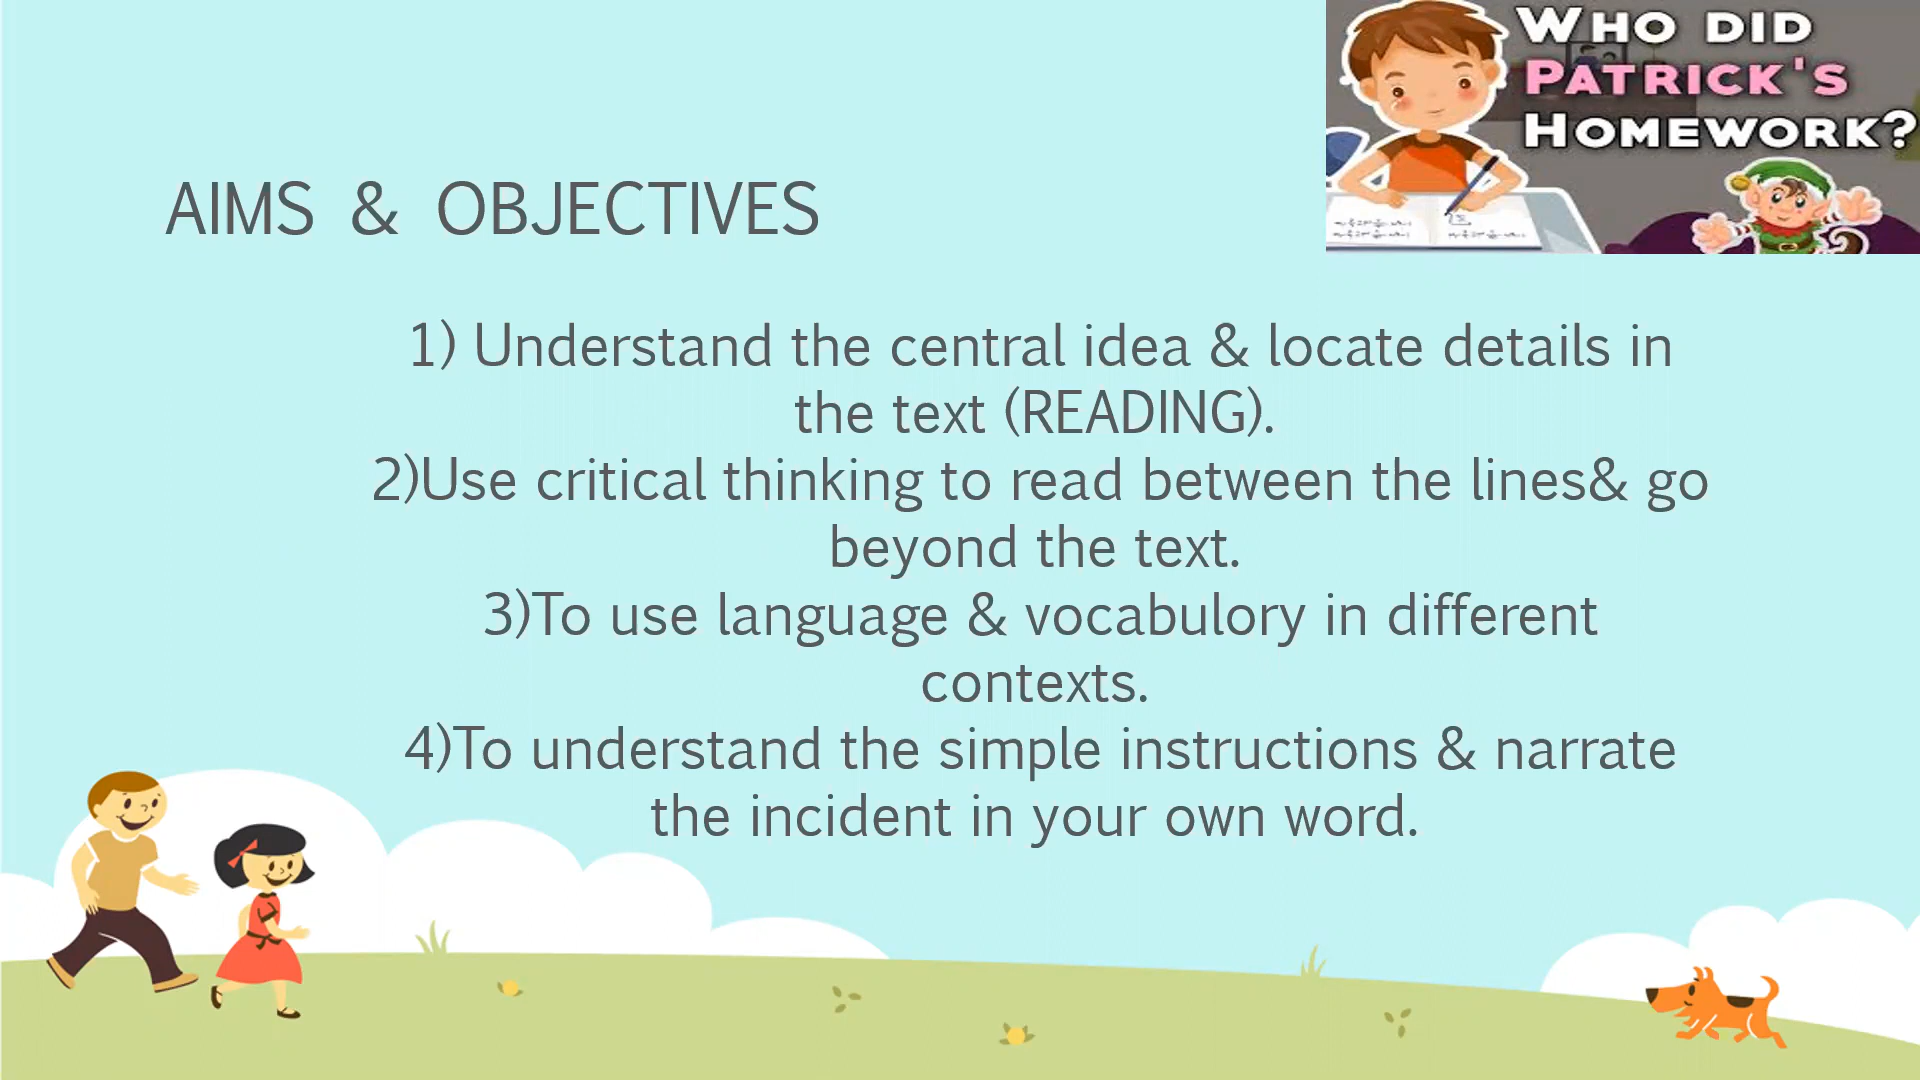 WHO DID
PATRICK'S
HOMEWORK?
AIMS & OBJECTIVES
1) Understand the central idea & locate details in
the text (READING).
2)Use critical thinking to read between the lines& go
beyond the text.
3)To use language & vocabulory in different
contexts.
4)To understand the simple instructions & narrate
the incident in your own word.